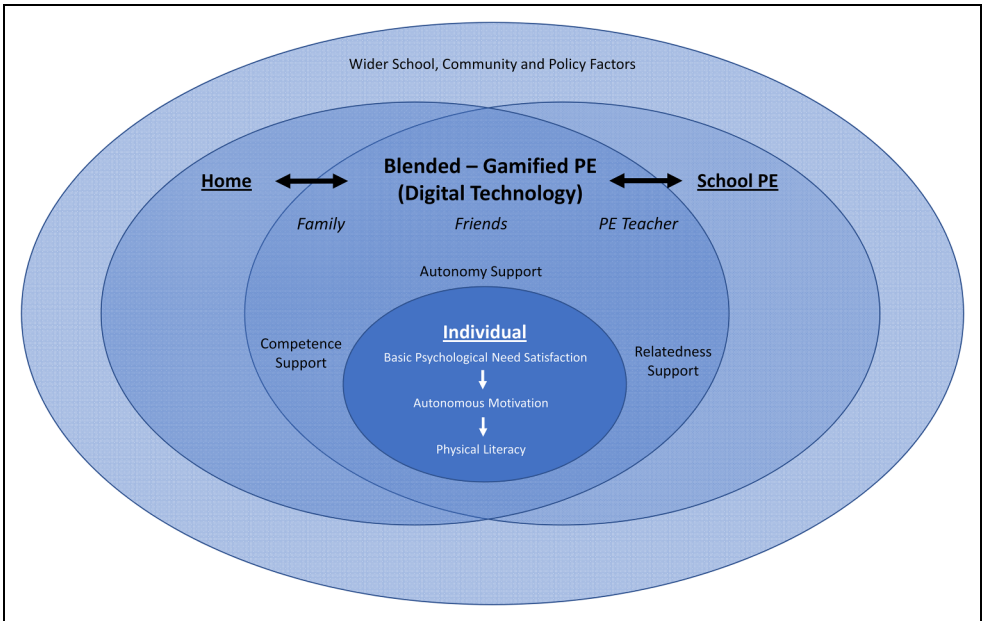 Wider School, Community and Policy Factors
Blended – Gamified PE
(Digital Technology)
Home
School PE
Family
Friends
PE Teacher
Autonomy Support
Competence
Support
Relatedness
Support
Individual
Basic Psychological Need Satisfaction
Autonomous Motivation
Physical Literacy